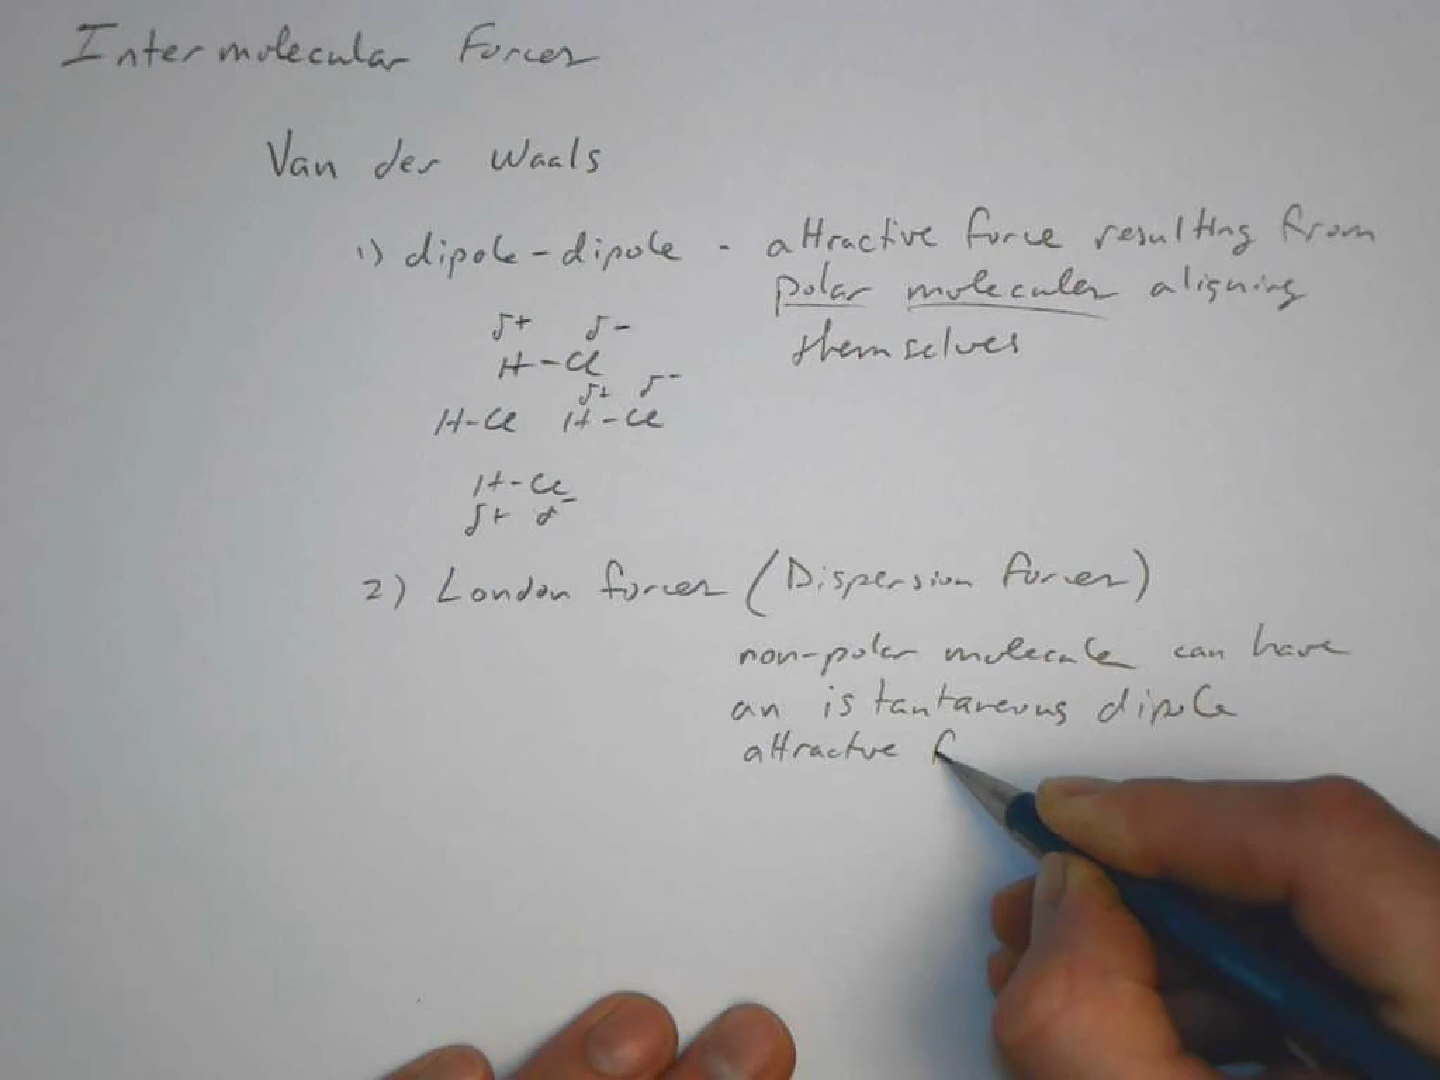 Intermolecular Forces
Van der Waals
1) dipole-dipole - attractive force resulting from
polar molecules aligning
themselves
δ+ δ-
H-Cl
δ+ δ-
H-Cl H-Cl
H-Cl
δ+ δ-
2) London forces (Dispersion forces)
non-polar molecule can have
an istantaneous dipole
attractve f